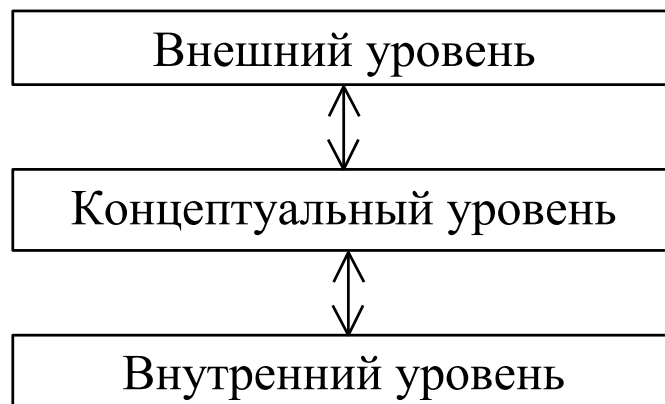 Внешний уровень
Концептуальный уровень
Внутренний уровень